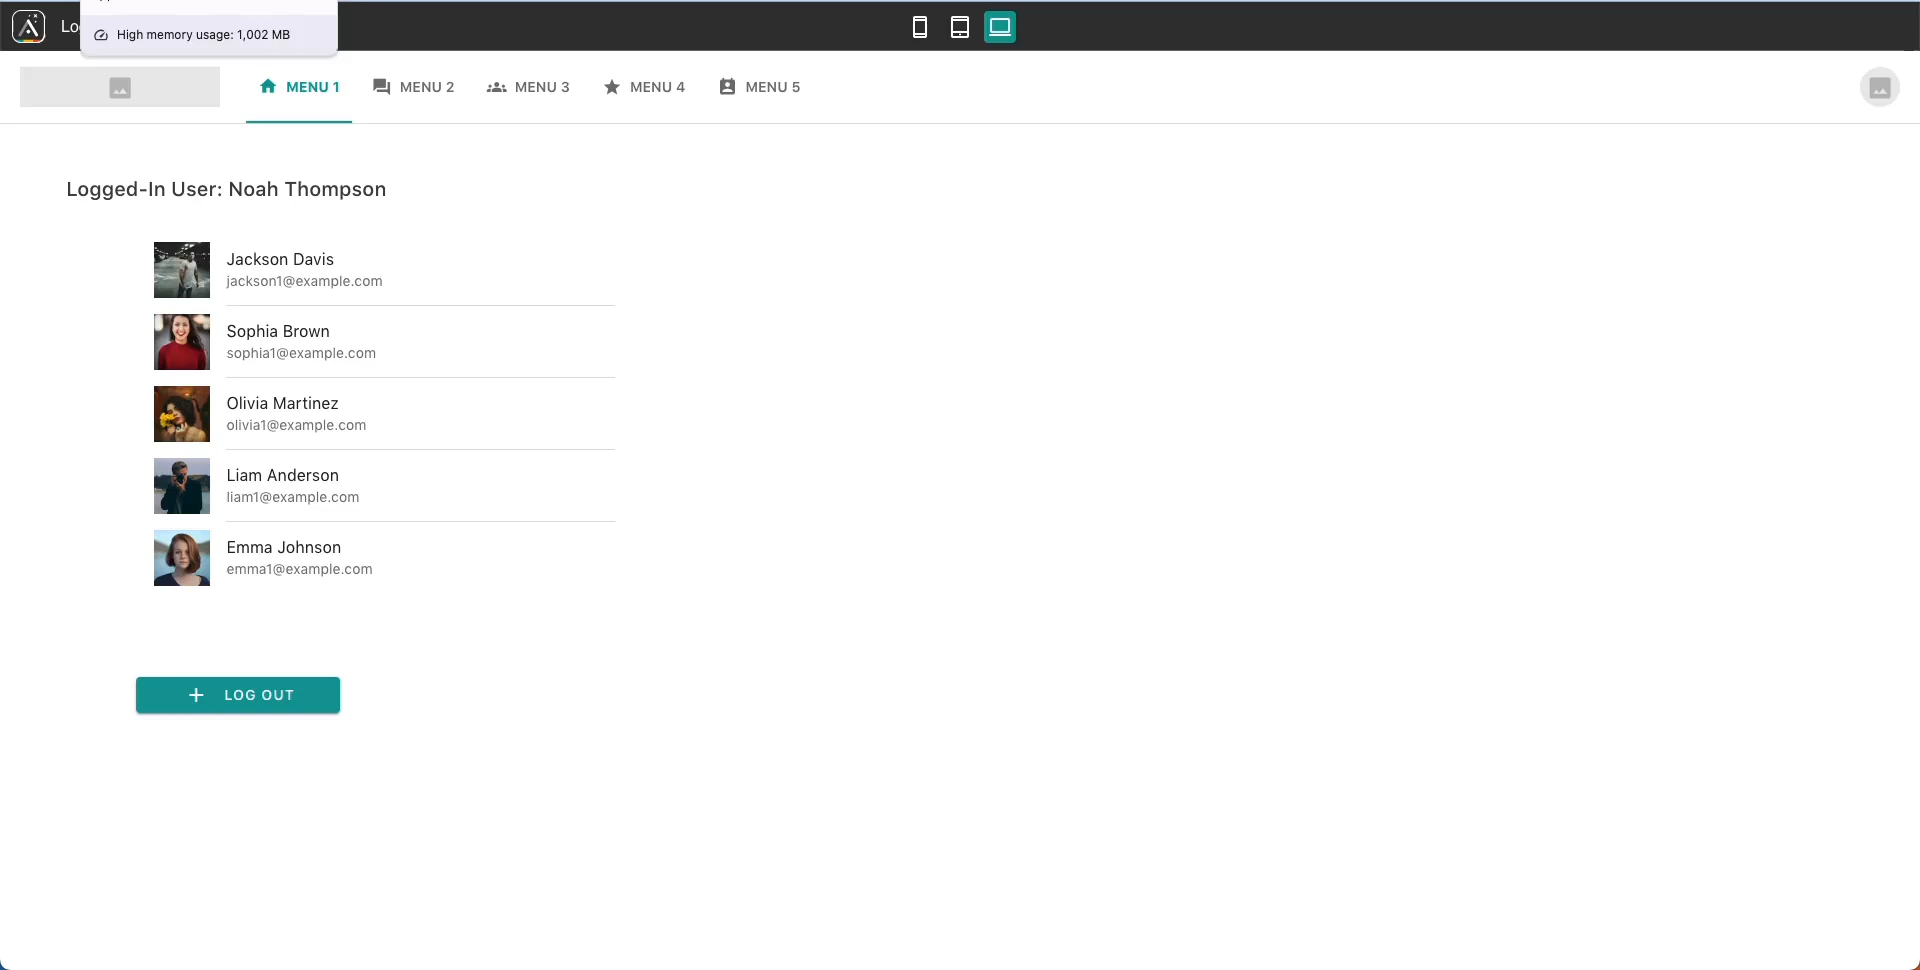 Lo
High memory usage: 1,002 MB
MENU 1
MENU 2
MENU 3
MENU 4
MENU 5
Logged-In User: Noah Thompson
Jackson Davis
jackson1@example.com
Sophia Brown
sophia1@example.com
Olivia Martinez
olivia1@example.com
Liam Anderson
liam1@example.com
Emma Johnson
emma1@example.com
LOG OUT